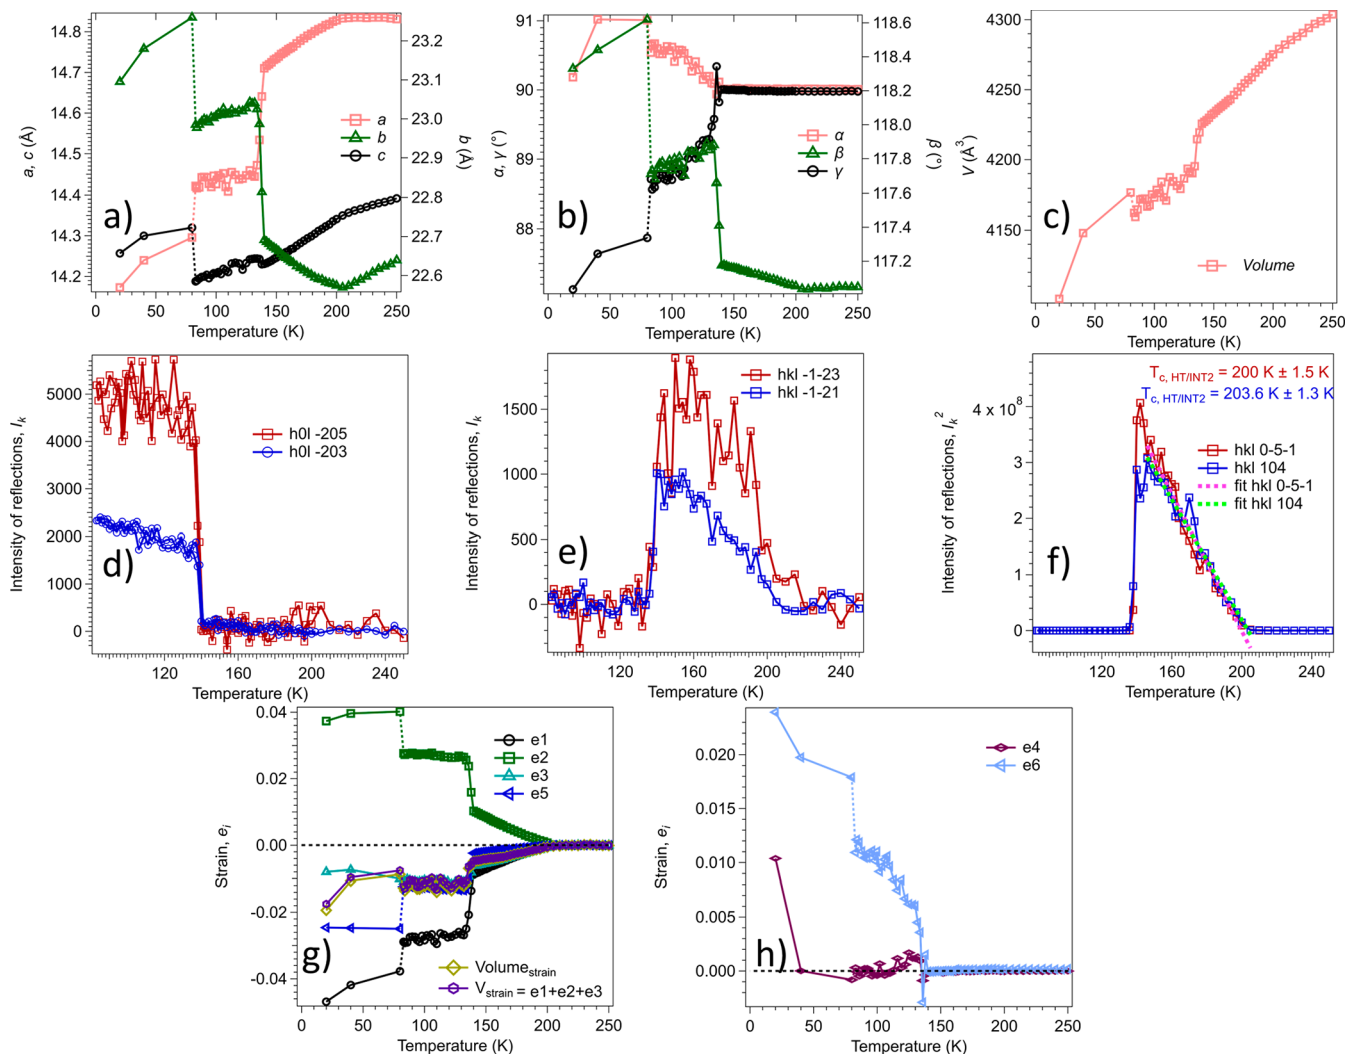 a)
a, c (Å)
14.8
14.7
14.6
14.5
14.4
14.3
14.2
23.2
23.1
23.0
22.9
22.8
22.7
22.6
b (Å)
a
b
c
0 50 100 150 200 250
Temperature (K)
b)
α, γ (°)
91
90
89
88
118.6
118.4
118.2
118.0
117.8
117.6
117.4
117.2
β (°)
α
β
γ
0 50 100 150 200 250
Temperature (K)
c)
V (Å³)
4300
4250
4200
4150
Volume
0 50 100 150 200 250
Temperature (K)
d)
Intensity of reflections, Iₖ
5000
4000
3000
2000
1000
0
h0l -205
h0l -203
120 160 200 240
Temperature (K)
e)
Intensity of reflections, Iₖ
1500
1000
500
0
hkl -1-23
hkl -1-21
120 160 200 240
Temperature (K)
f)
Intensity of reflections, Iₖ²
4 x 10⁸
3
2
1
0
T c, HT/INT2 = 200 K ± 1.5 K
T c, HT/INT2 = 203.6 K ± 1.3 K
hkl 0-5-1
hkl 104
fit hkl 0-5-1
fit hkl 104
120 160 200 240
Temperature (K)
g)
Strain, eᵢ
0.04
0.02
0.00
-0.02
-0.04
e1
e2
e3
e5
Volume strain
V strain = e1+e2+e3
0 50 100 150 200 250
Temperature (K)
h)
Strain, eᵢ
0.020
0.015
0.010
0.005
0.000
e4
e6
0 50 100 150 200 250
Temperature (K)